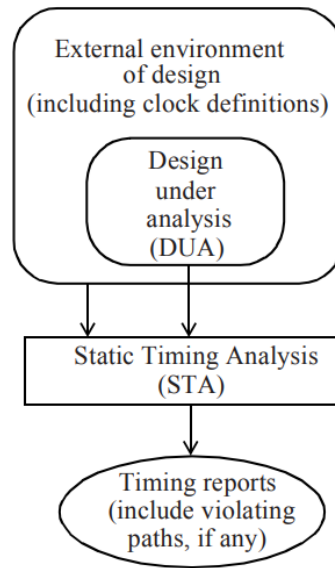 External environment
of design
(including clock definitions)
Design
under
analysis
(DUA)
Static Timing Analysis
(STA)
Timing reports
(include violating
paths, if any)